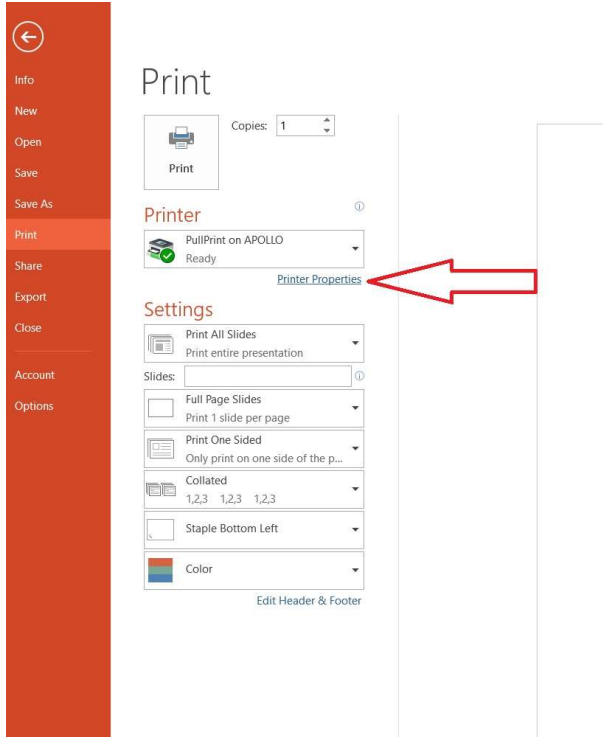 Info
New
Open
Save
Save As
Print
Share
Export
Close
Account
Options
Print
Copies: 1
Print
Printer
PullPrint on APOLLO
Ready
Printer Properties
Settings
Print All Slides
Print entire presentation
Slides:
Full Page Slides
Print 1 slide per page
Print One Sided
Only print on one side of the p...
Collated
1,2,3 1,2,3 1,2,3
Staple Bottom Left
Color
Edit Header & Footer